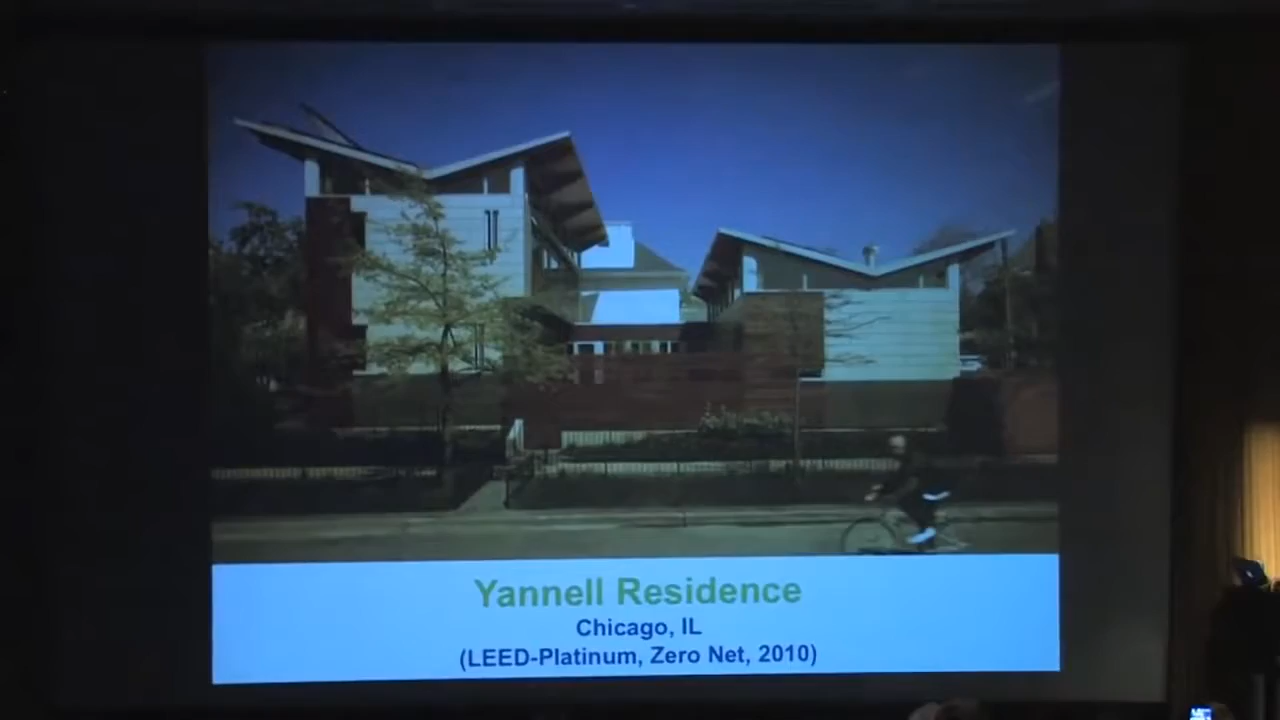 Yannell Residence
Chicago, IL
(LEED-Platinum, Zero Net, 2010)